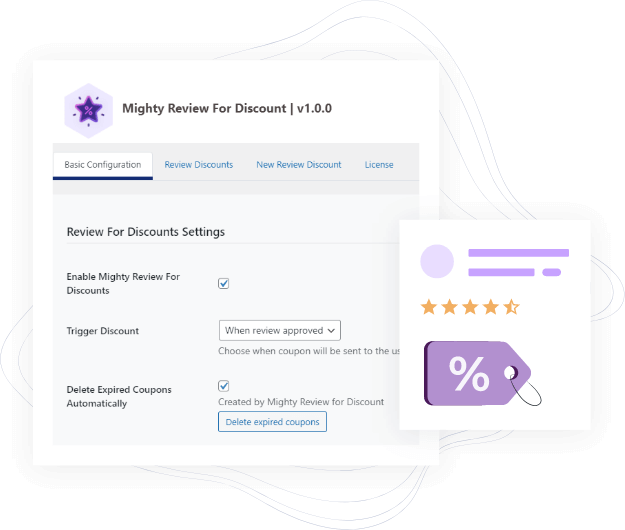 Mighty Review For Discount | v1.0.0
Basic Configuration Review Discounts New Review Discount License
Review For Discounts Settings
Enable Mighty Review For
Discounts
Trigger Discount
When review approved
Choose when coupon will be sent to the us
Delete Expired Coupons
Automatically
Created by Mighty Review for Discount
Delete expired coupons
%